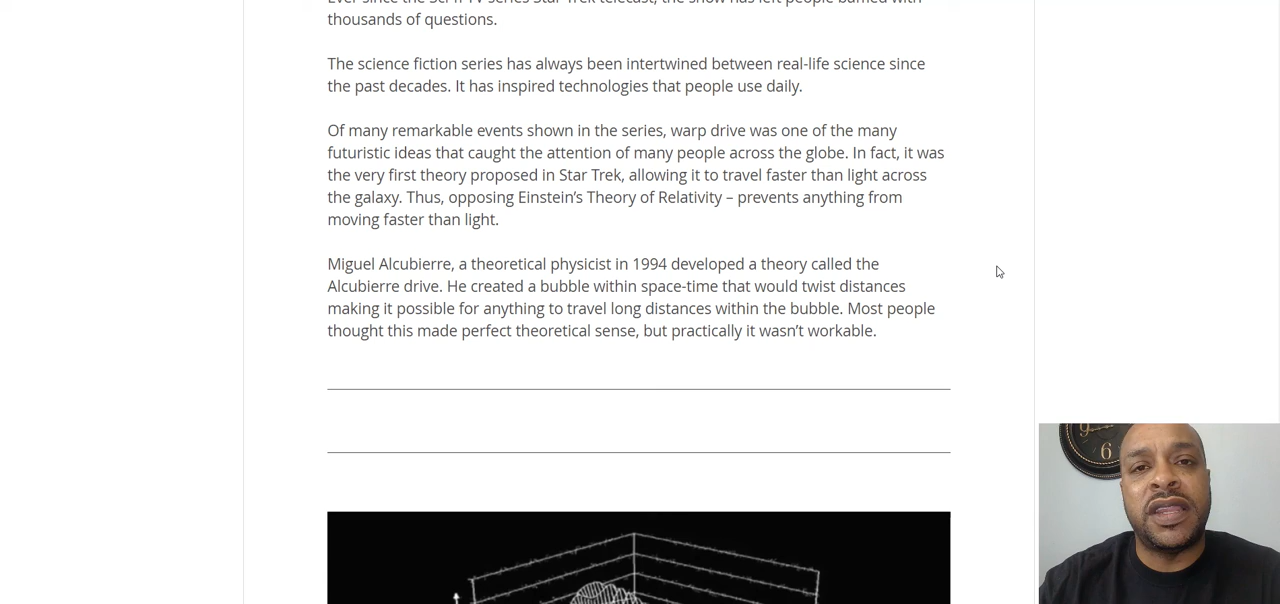 Ever since the Sci Fi TV series Star Trek telecast, the show has left people baffled with
thousands of questions.
The science fiction series has always been intertwined between real-life science since
the past decades. It has inspired technologies that people use daily.
Of many remarkable events shown in the series, warp drive was one of the many
futuristic ideas that caught the attention of many people across the globe. In fact, it was
the very first theory proposed in Star Trek, allowing it to travel faster than light across
the galaxy. Thus, opposing Einstein’s Theory of Relativity – prevents anything from
moving faster than light.
Miguel Alcubierre, a theoretical physicist in 1994 developed a theory called the
Alcubierre drive. He created a bubble within space-time that would twist distances
making it possible for anything to travel long distances within the bubble. Most people
thought this made perfect theoretical sense, but practically it wasn’t workable.
9
6